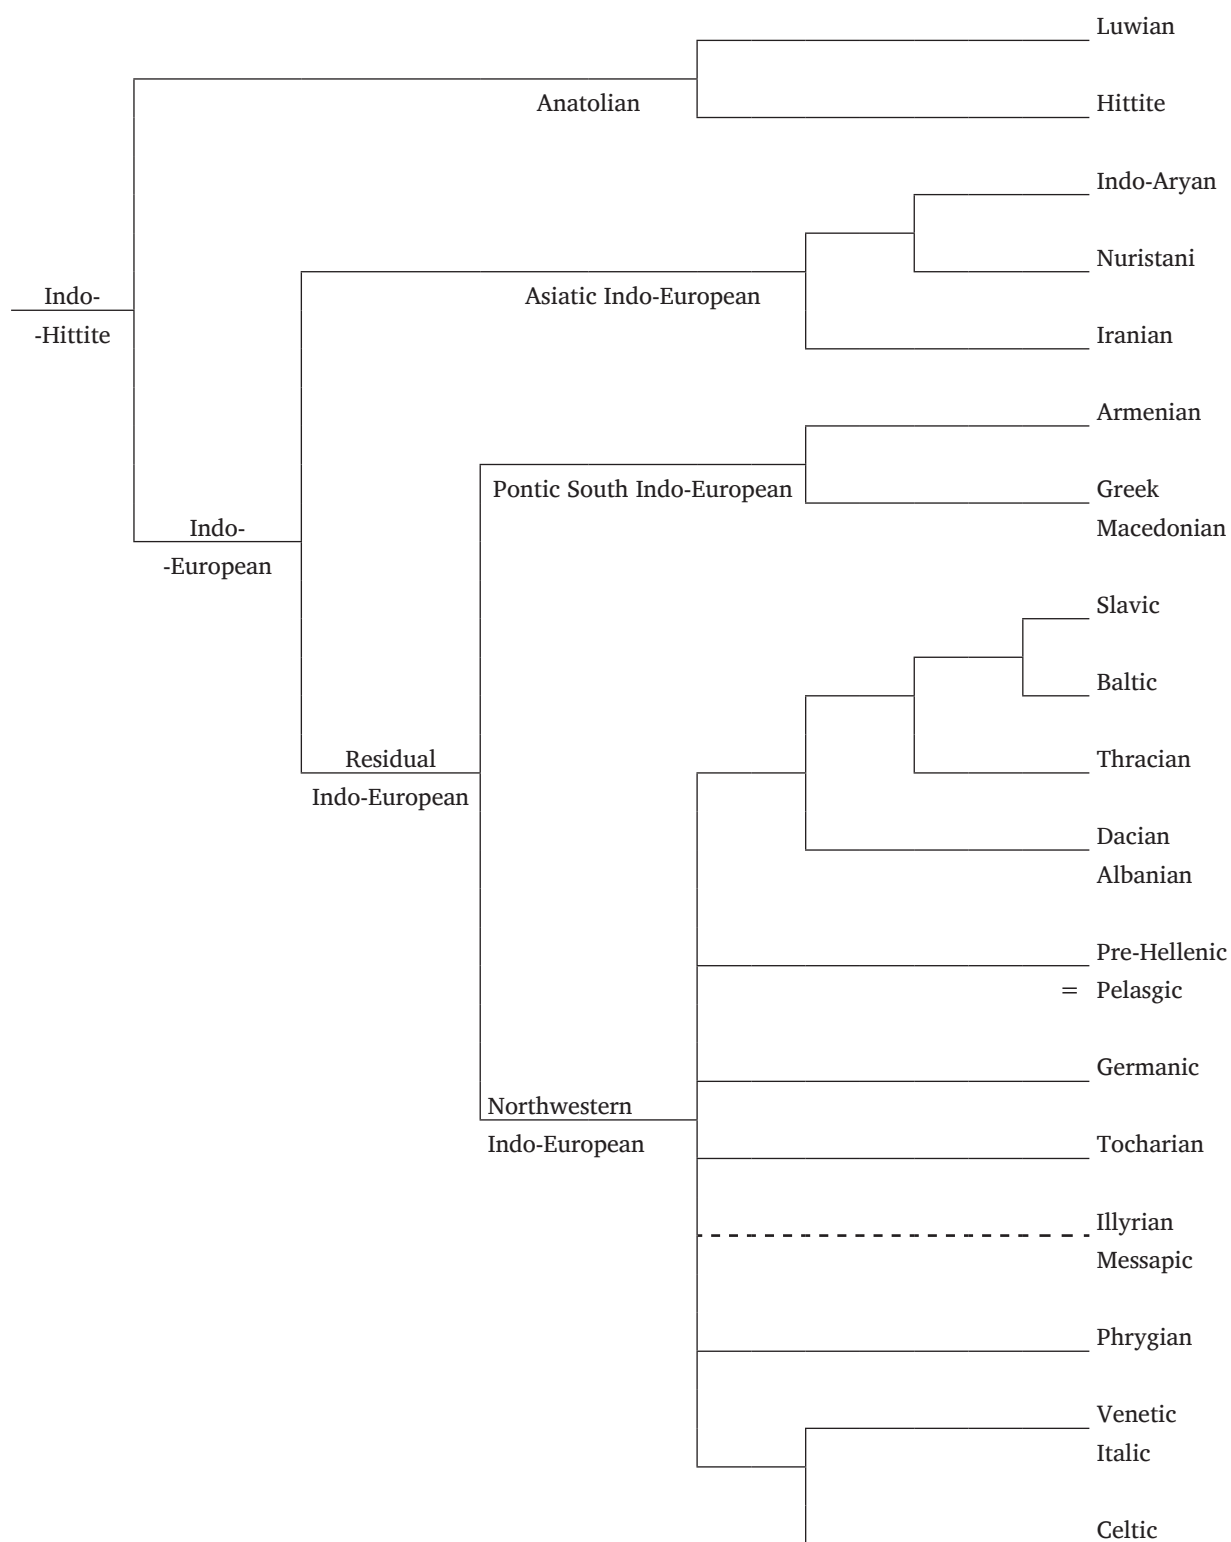 Luwian
Anatolian
Hittite
Indo-Aryan
Nuristani
Indo-
-Hittite
Asiatic Indo-European
Iranian
Armenian
Pontic South Indo-European
Greek
Macedonian
Indo-
-European
Slavic
Baltic
Thracian
Residual
Indo-European
Dacian
Albanian
Pre-Hellenic
= Pelasgic
Germanic
Northwestern
Indo-European
Tocharian
Illyrian
Messapic
Phrygian
Venetic
Italic
Celtic